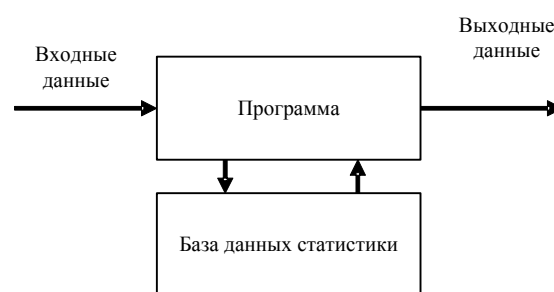 Входные
данные
Выходные
данные
Программа
База данных статистики